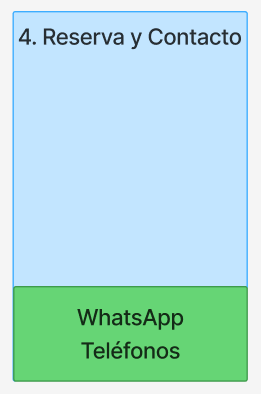 4. Reserva y Contacto
WhatsApp
Teléfonos